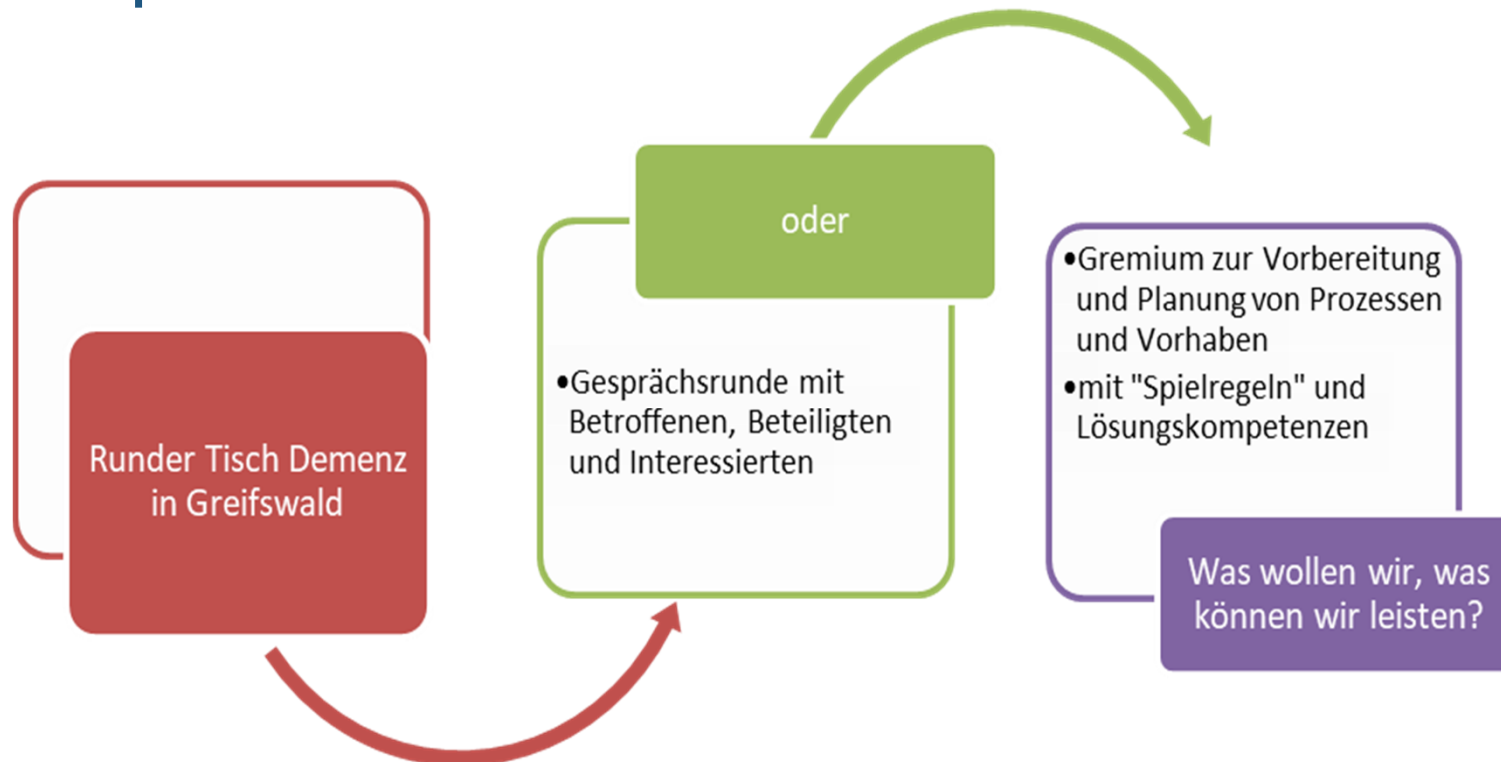 Runder Tisch Demenz
in Greifswald
oder
•Gesprächsrunde mit
Betroffenen, Beteiligten
und Interessierten
•Gremium zur Vorbereitung
und Planung von Prozessen
und Vorhaben
•mit "Spielregeln" und
Lösungskompetenzen
Was wollen wir, was
können wir leisten?